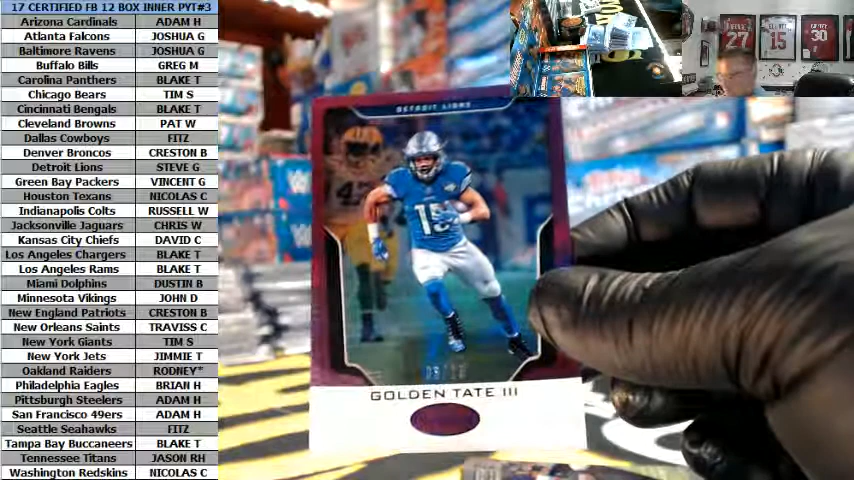 17 CERTIFIED FB 12 BOX INNER PYT#3
Arizona Cardinals ADAM H
Atlanta Falcons JOSHUA G
Baltimore Ravens JOSHUA G
Buffalo Bills GREG M
Carolina Panthers BLAKE T
Chicago Bears TIM S
Cincinnati Bengals BLAKE T
Cleveland Browns PAT W
Dallas Cowboys FITZ
Denver Broncos CRESTON B
Detroit Lions STEVE G
Green Bay Packers VINCENT G
Houston Texans NICOLAS C
Indianapolis Colts RUSSELL W
Jacksonville Jaguars CHRIS W
Kansas City Chiefs DAVID C
Los Angeles Chargers BLAKE T
Los Angeles Rams BLAKE T
Miami Dolphins DUSTIN B
Minnesota Vikings JOHN D
New England Patriots CRESTON B
New Orleans Saints TRAVISS C
New York Giants TIM S
New York Jets JIMMIE T
Oakland Raiders RODNEY*
Philadelphia Eagles BRIAN H
Pittsburgh Steelers ADAM H
San Francisco 49ers ADAM H
Seattle Seahawks FITZ
Tampa Bay Buccaneers BLAKE T
Tennessee Titans JASON RH
Washington Redskins NICOLAS C
DETROIT LIONS
15
GOLDEN TATE III
27
15
30